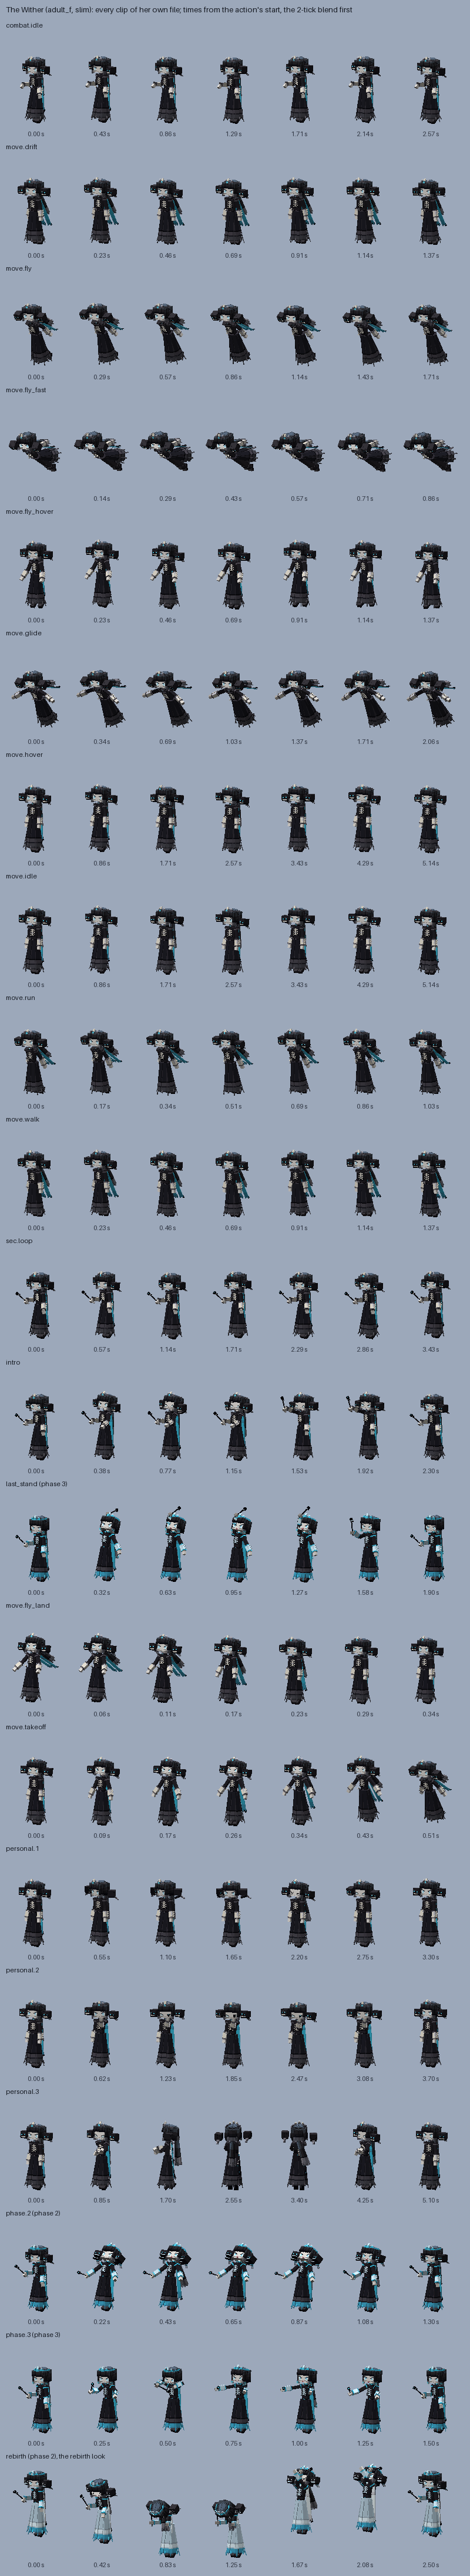 The Wither (adult_f, slim): every clip of her own file; times from the action's start, the 2-tick blend first
combat.idle
0.00 s 0.43 s 0.86 s 1.29 s 1.71 s 2.14 s 2.57 s
move.drift
0.00 s 0.23 s 0.46 s 0.69 s 0.91 s 1.14 s 1.37 s
move.fly
0.00 s 0.29 s 0.57 s 0.86 s 1.14 s 1.43 s 1.71 s
move.fly_fast
0.00 s 0.14 s 0.29 s 0.43 s 0.57 s 0.71 s 0.86 s
move.fly_hover
0.00 s 0.23 s 0.46 s 0.69 s 0.91 s 1.14 s 1.37 s
move.glide
0.00 s 0.34 s 0.69 s 1.03 s 1.37 s 1.71 s 2.06 s
move.hover
0.00 s 0.86 s 1.71 s 2.57 s 3.43 s 4.29 s 5.14 s
move.idle
0.00 s 0.86 s 1.71 s 2.57 s 3.43 s 4.29 s 5.14 s
move.run
0.00 s 0.17 s 0.34 s 0.51 s 0.69 s 0.86 s 1.03 s
move.walk
0.00 s 0.23 s 0.46 s 0.69 s 0.91 s 1.14 s 1.37 s
sec.loop
0.00 s 0.57 s 1.14 s 1.71 s 2.29 s 2.86 s 3.43 s
intro
0.00 s 0.38 s 0.77 s 1.15 s 1.53 s 1.92 s 2.30 s
last_stand (phase 3)
0.00 s 0.32 s 0.63 s 0.95 s 1.27 s 1.58 s 1.90 s
move.fly_land
0.00 s 0.06 s 0.11 s 0.17 s 0.23 s 0.29 s 0.34 s
move.takeoff
0.00 s 0.09 s 0.17 s 0.26 s 0.34 s 0.43 s 0.51 s
personal.1
0.00 s 0.55 s 1.10 s 1.65 s 2.20 s 2.75 s 3.30 s
personal.2
0.00 s 0.62 s 1.23 s 1.85 s 2.47 s 3.08 s 3.70 s
personal.3
0.00 s 0.85 s 1.70 s 2.55 s 3.40 s 4.25 s 5.10 s
phase.2 (phase 2)
0.00 s 0.22 s 0.43 s 0.65 s 0.87 s 1.08 s 1.30 s
phase.3 (phase 3)
0.00 s 0.25 s 0.50 s 0.75 s 1.00 s 1.25 s 1.50 s
rebirth (phase 2), the rebirth look
0.00 s 0.42 s 0.83 s 1.25 s 1.67 s 2.08 s 2.50 s